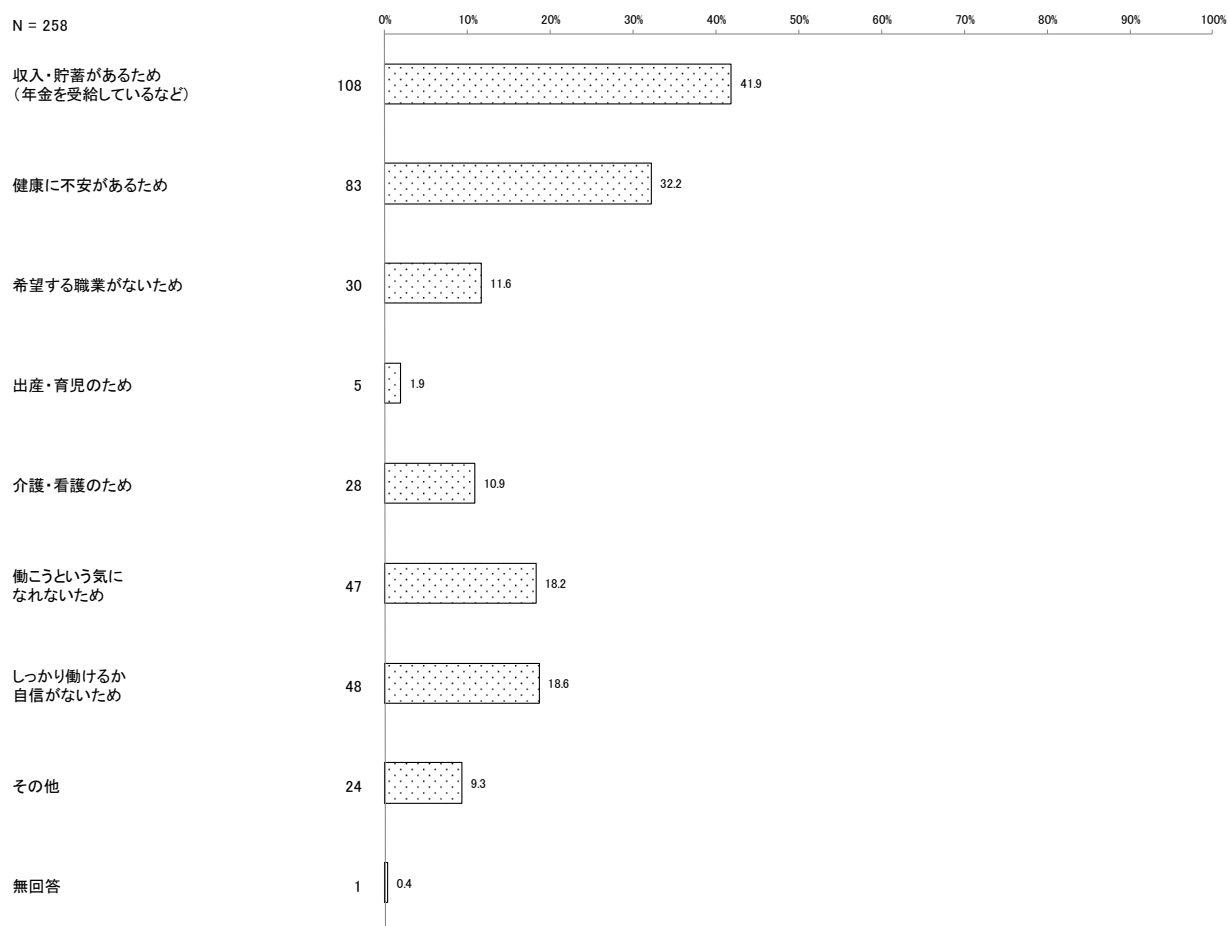 N = 258
0% 10% 20% 30% 40% 50% 60% 70% 80% 90% 100%
収入・貯蓄があるため
（年金を受給しているなど）
108
41.9
健康に不安があるため 83 32.2
希望する職業がないため 30 11.6
出産・育児のため 5 1.9
介護・看護のため 28 10.9
働こうという気に
なれないため
47
18.2
しっかり働けるか
自信がないため
48
18.6
その他 24 9.3
無回答 1 0.4